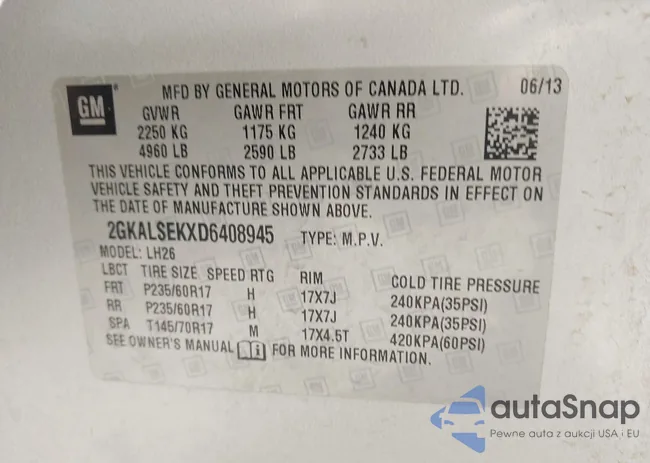 GM
MFD BY GENERAL MOTORS OF CANADA LTD. 06/13
GVWR GAWR FRT GAWR RR
2250 KG 1175 KG 1240 KG
4960 LB 2590 LB 2733 LB
THIS VEHICLE CONFORMS TO ALL APPLICABLE U.S. FEDERAL MOTOR
VEHICLE SAFETY AND THEFT PREVENTION STANDARDS IN EFFECT ON
THE DATE OF MANUFACTURE SHOWN ABOVE.
2GKALSEKXD6408945 TYPE: M.P.V.
MODEL: LH26
LBCT TIRE SIZE SPEED RTG RIM COLD TIRE PRESSURE
FRT P235/60R17 H 17X7J 240KPA(35PSI)
RR P235/60R17 H 17X7J 240KPA(35PSI)
SPA T145/70R17 M 17X4.5T 420KPA(60PSI)
SEE OWNER'S MANUAL FOR MORE INFORMATION.
autaSnap
Pewne auta z aukcji USA i EU